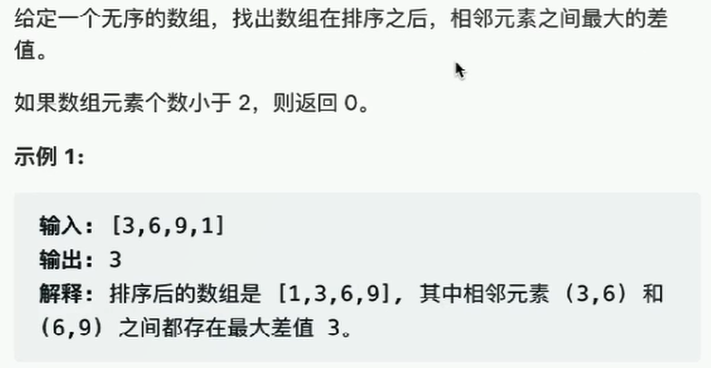 给定一个无序的数组，找出数组在排序之后，相邻元素之间最大的差
值。
如果数组元素个数小于 2，则返回 0。
示例 1:
输入: [3,6,9,1]
输出: 3
解释: 排序后的数组是 [1,3,6,9], 其中相邻元素 (3,6) 和
(6,9) 之间都存在最大差值 3。